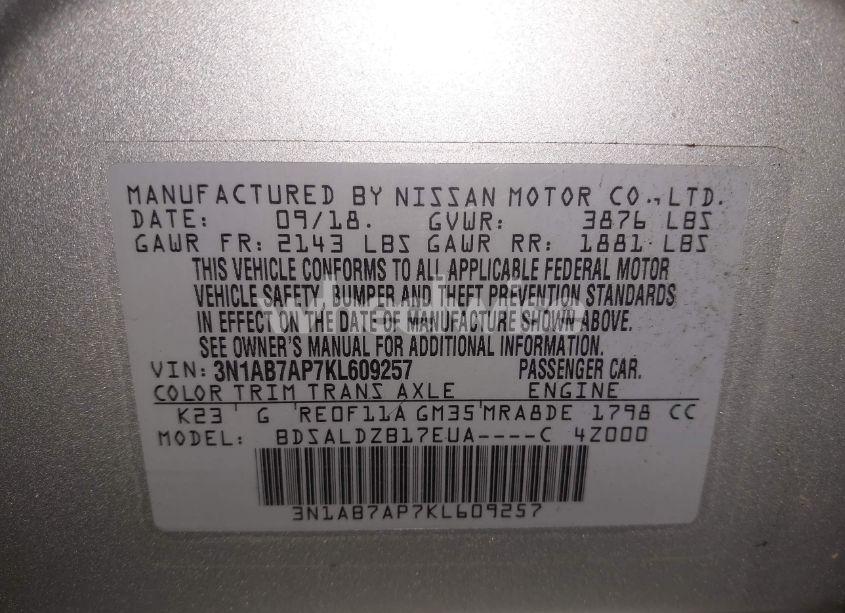 MANUFACTURED BY NISSAN MOTOR CO., LTD.
DATE: 09/18. GVWR: 3876 LBS
GAWR FR: 2143 LBS GAWR RR: 1881 LBS
THIS VEHICLE CONFORMS TO ALL APPLICABLE FEDERAL MOTOR
VEHICLE SAFETY, BUMPER AND THEFT PREVENTION STANDARDS
IN EFFECT ON THE DATE OF MANUFACTURE SHOWN ABOVE.
SEE OWNER'S MANUAL FOR ADDITIONAL INFORMATION.
VIN: 3N1AB7AP7KL609257 PASSENGER CAR.
COLOR TRIM TRANS AXLE ENGINE
K23 G RE0F11A GM35 MRA8DE 1798 CC
MODEL: BDSALDZB17EUA----C 4Z000
3N1AB7AP7KL609257